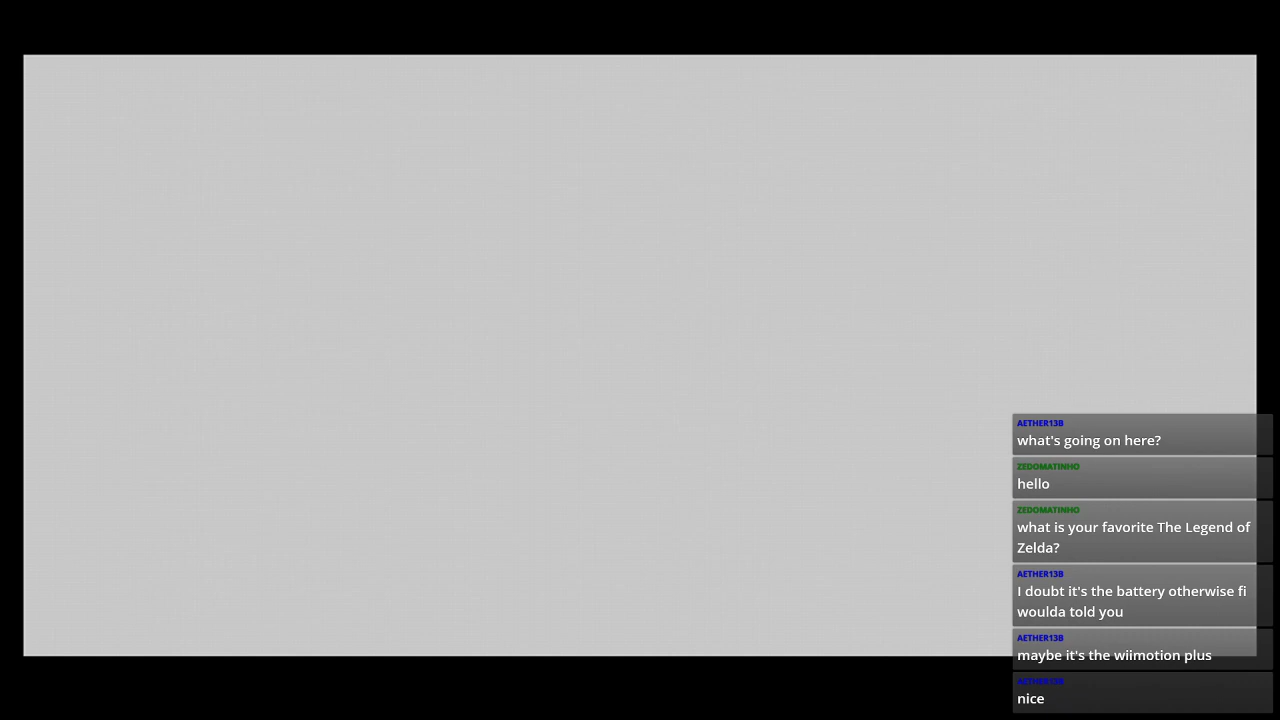 AETHER13B
what's going on here?
ZEDOMATINHO
hello
ZEDOMATINHO
what is your favorite The Legend of
Zelda?
AETHER13B
I doubt it's the battery otherwise fi
woulda told you
AETHER13B
maybe it's the wiimotion plus
AETHER13B
nice